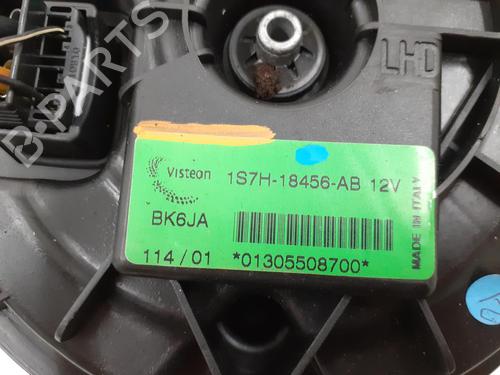 LHD
B-PARTS
Visteon
1S7H-18456-AB 12V
BK6JA
114/01 *01305508700*
MADE IN ITALY